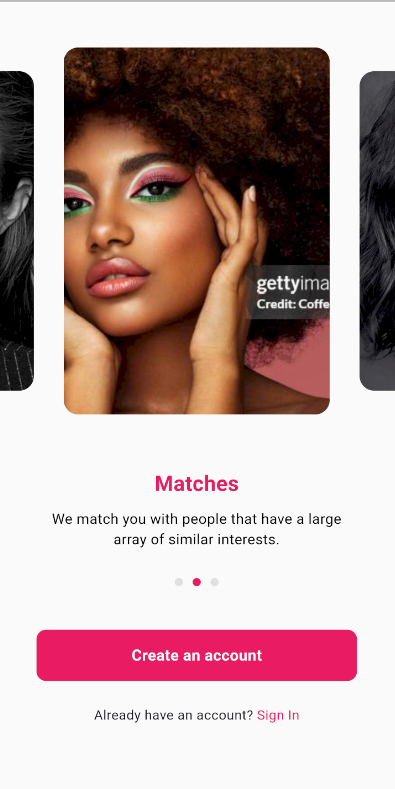 gettyima
Credit: Coffe
Matches
We match you with people that have a large
array of similar interests.
Create an account
Already have an account? Sign In